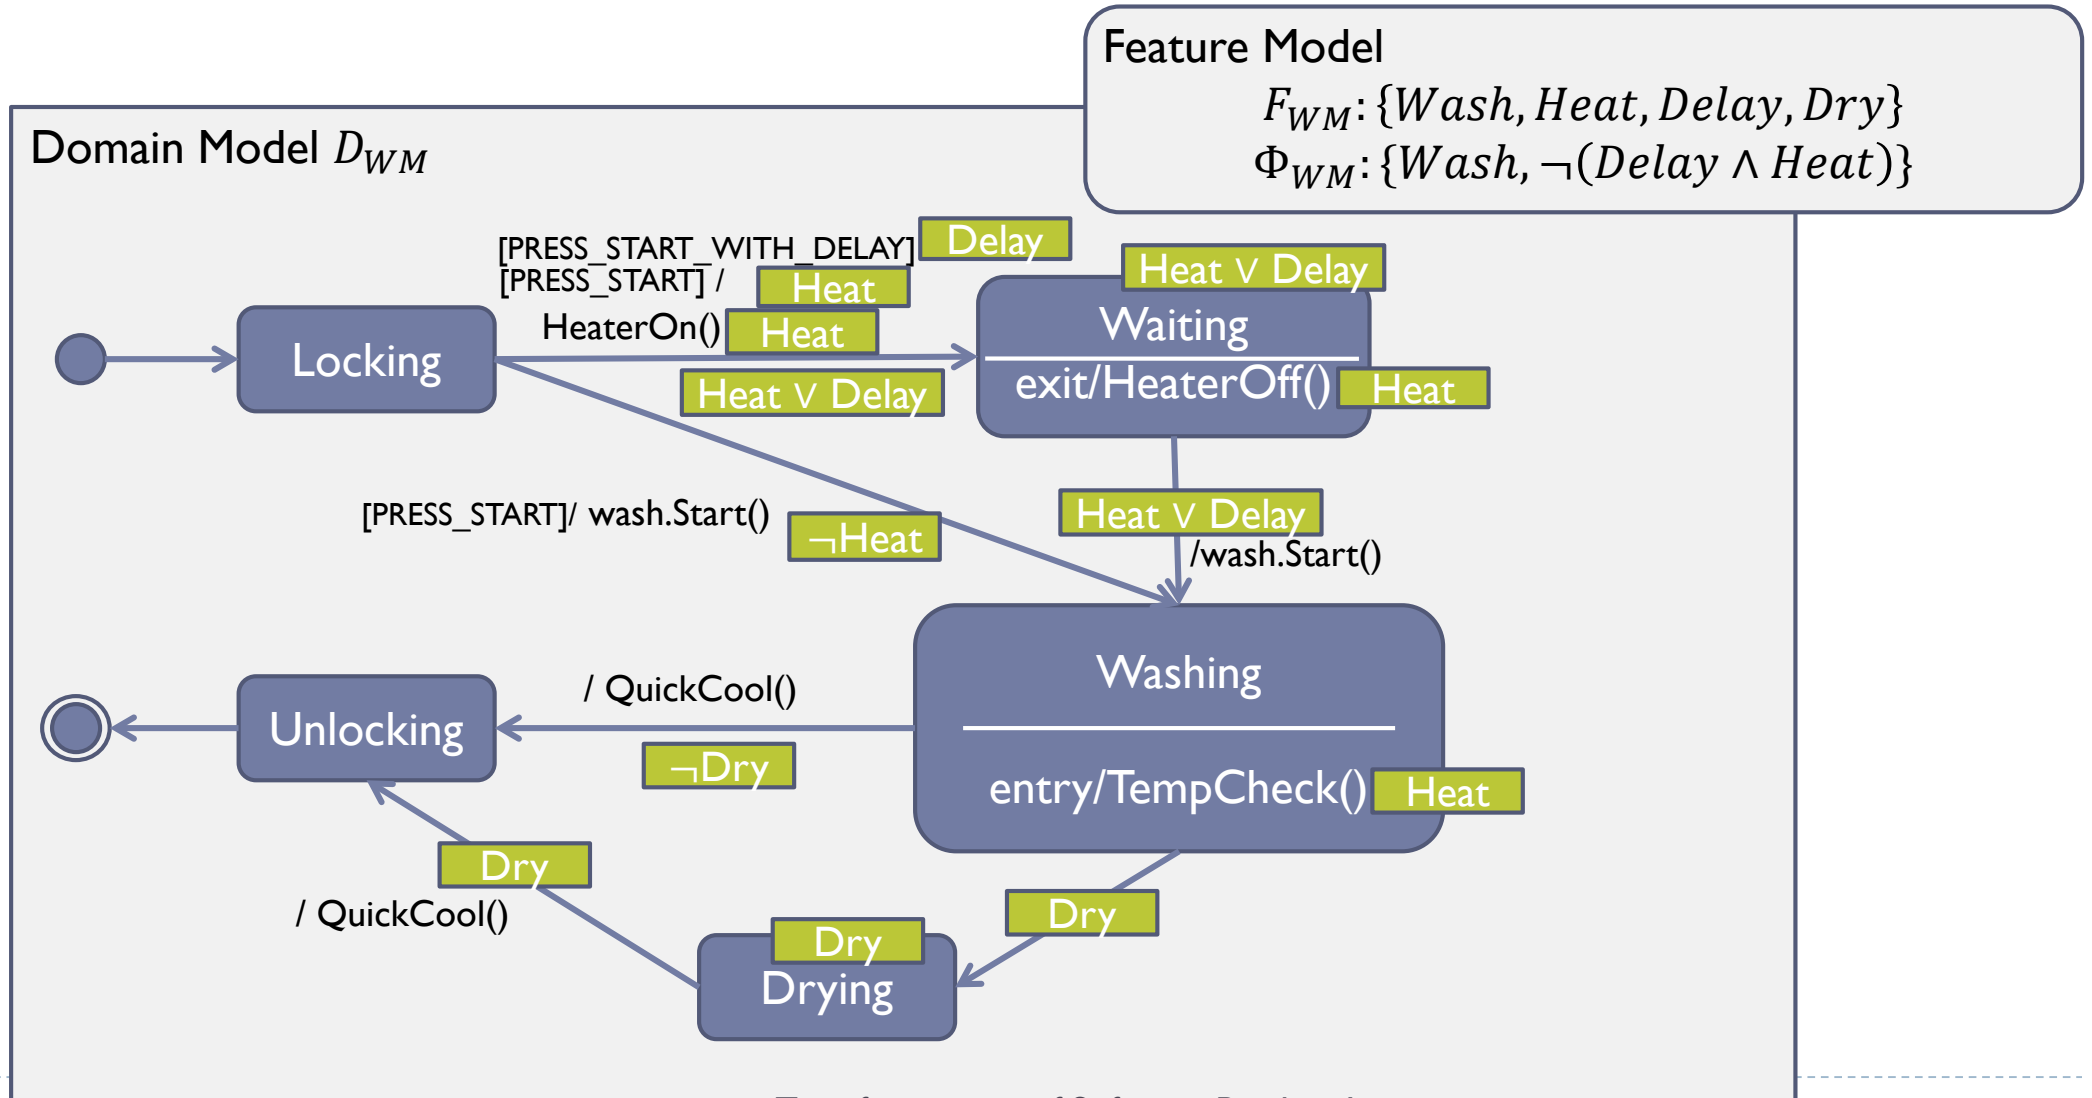 Feature Model
F_WM: {Wash, Heat, Delay, Dry}
Φ_WM: {Wash, ¬(Delay ∧ Heat)}
Domain Model D_WM
[PRESS_START_WITH_DELAY] Delay
[PRESS_START] / Heat
HeaterOn() Heat
Heat ∨ Delay
Heat ∨ Delay
Waiting
exit/HeaterOff() Heat
Locking
[PRESS_START]/ wash.Start()
¬Heat
Heat ∨ Delay
/wash.Start()
Washing
entry/TempCheck() Heat
/ QuickCool()
¬Dry
Unlocking
Dry
/ QuickCool()
Dry
Dry
Drying